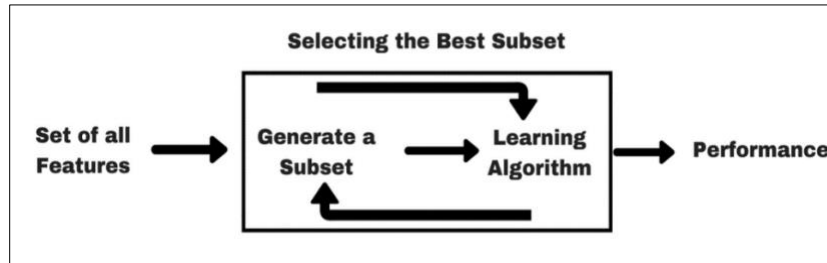 Selecting the Best Subset
Set of all
Features
Generate a
Subset
Learning
Algorithm
Performance